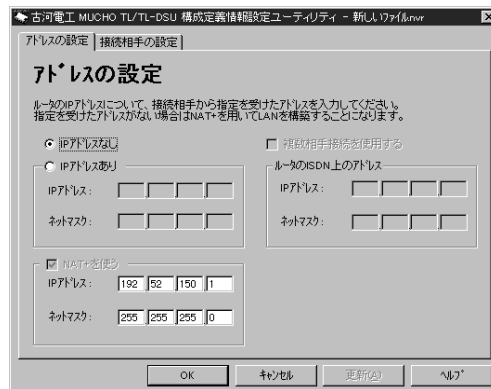 古河電工 MUCHO TL/TL-DSU 構成定義情報設定ユーティリティ - 新しいファイル.nvr
アドレスの設定 接続相手の設定
アドレスの設定
ルータのIPアドレスについて、接続相手から指定を受けたアドレスを入力してください。
指定を受けたアドレスがない場合はNAT+を用いてLANを構築することになります。
IPアドレスなし
IPアドレスあり
IPアドレス:
ネットマスク:
複数相手接続を使用する
ルータのISDN上のアドレス
IPアドレス:
ネットマスク:
NAT+を使う
IPアドレス: 192 52 150 1
ネットマスク: 255 255 255 0
OK キャンセル 更新(A) ヘルプ